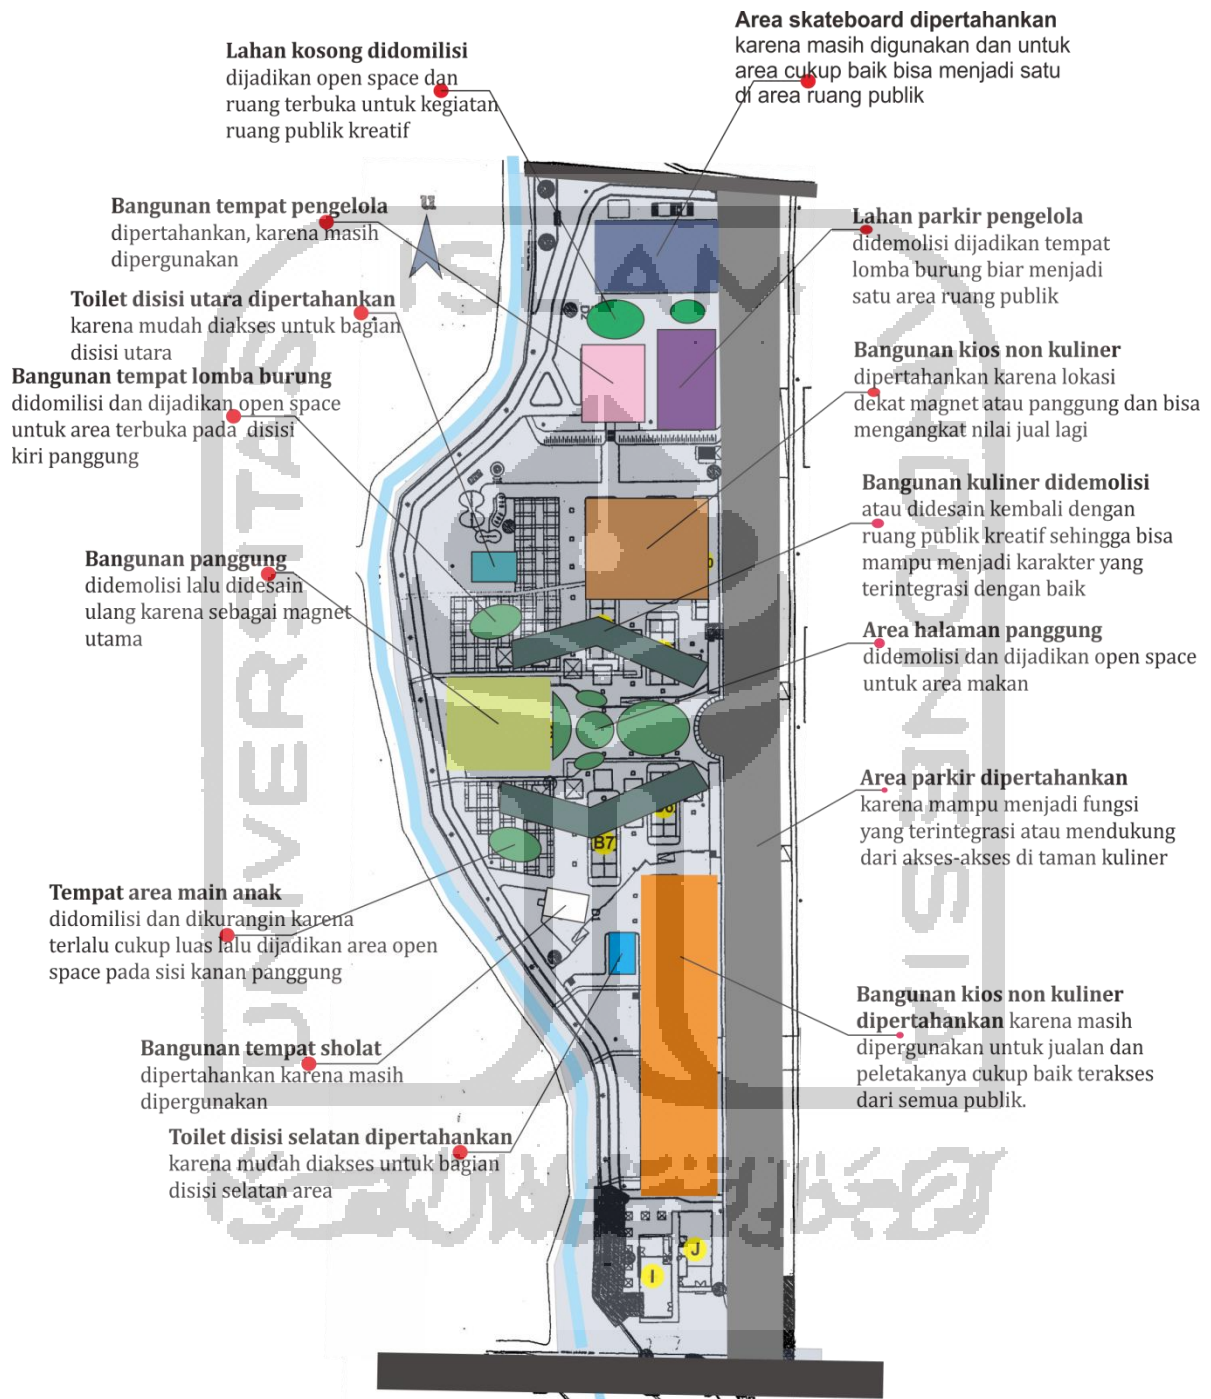 Area skateboard dipertahankan
karena masih digunakan dan untuk
area cukup baik bisa menjadi satu
di area ruang publik
Lahan kosong didomilisi
dijadikan open space dan
ruang terbuka untuk kegiatan
ruang publik kreatif
Bangunan tempat pengelola
dipertahankan, karena masih
dipergunakan
Toilet disisi utara dipertahankan
karena mudah diakses untuk bagian
disisi utara
Bangunan tempat lomba burung
didomilisi dan dijadikan open space
untuk area terbuka pada disisi
kiri panggung
Bangunan panggung
didemolisi lalu didesain
ulang karena sebagai magnet
utama
Tempat area main anak
didomilisi dan dikurangin karena
terlalu cukup luas lalu dijadikan area open
space pada sisi kanan panggung
Bangunan tempat sholat
dipertahankan karena masih
dipergunakan
Toilet disisi selatan dipertahankan
karena mudah diakses untuk bagian
disisi selatan area
Lahan parkir pengelola
didemolisi dijadikan tempat
lomba burung biar menjadi
satu area ruang publik
Bangunan kios non kuliner
dipertahankan karena lokasi
dekat magnet atau panggung dan bisa
mengangkat nilai jual lagi
Bangunan kuliner didemolisi
atau didesain kembali dengan
ruang publik kreatif sehingga bisa
mampu menjadi karakter yang
terintegrasi dengan baik
Area halaman panggung
didemolisi dan dijadikan open space
untuk area makan
Area parkir dipertahankan
karena mampu menjadi fungsi
yang terintegrasi atau mendukung
dari akses-akses di taman kuliner
Bangunan kios non kuliner
dipertahankan karena masih
dipergunakan untuk jualan dan
peletakanya cukup baik terakses
dari semua publik.
u
D2
B7
D1
I
J
UNIVERSITAS
ISLAM
INDONESIA